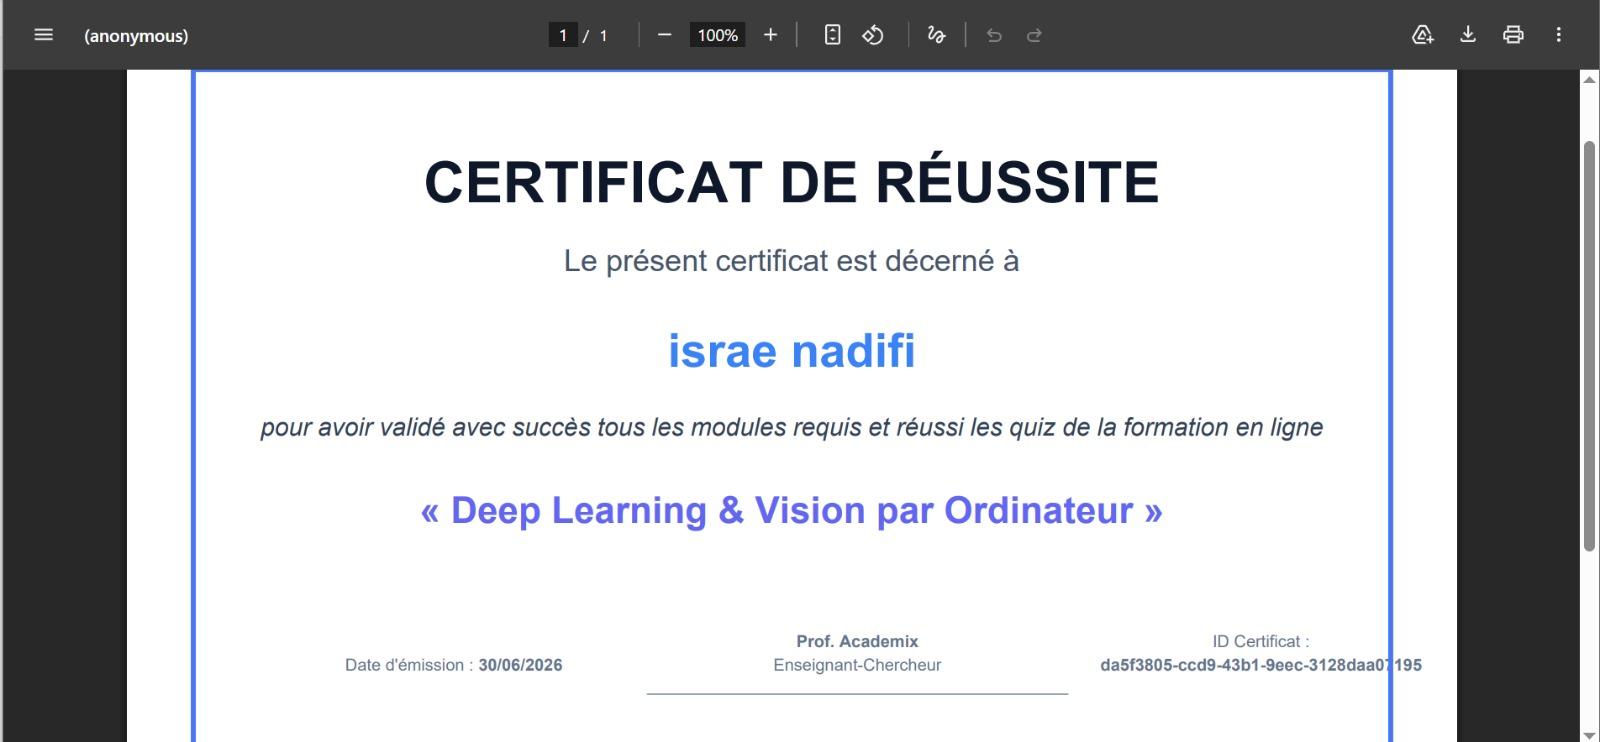 (anonymous)
1 / 1
100%
CERTIFICAT DE RÉUSSITE
Le présent certificat est décerné à
israe nadifi
pour avoir validé avec succès tous les modules requis et réussi les quiz de la formation en ligne
« Deep Learning & Vision par Ordinateur »
Date d'émission : 30/06/2026
Prof. Academix
Enseignant-Chercheur
ID Certificat :
da5f3805-ccd9-43b1-9eec-3128daa07195